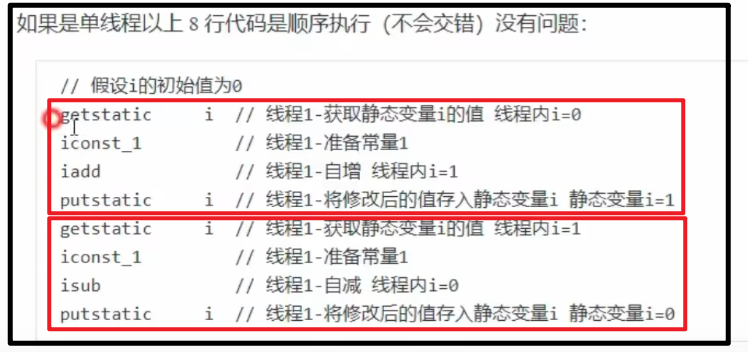 如果是单线程以上 8 行代码是顺序执行（不会交错）没有问题：
// 假设i的初始值为0
getstatic i // 线程1-获取静态变量i的值 线程内i=0
iconst_1 // 线程1-准备常量1
iadd // 线程1-自增 线程内i=1
putstatic i // 线程1-将修改后的值存入静态变量i 静态变量i=1
getstatic i // 线程1-获取静态变量i的值 线程内i=1
iconst_1 // 线程1-准备常量1
isub // 线程1-自减 线程内i=0
putstatic i // 线程1-将修改后的值存入静态变量i 静态变量i=0